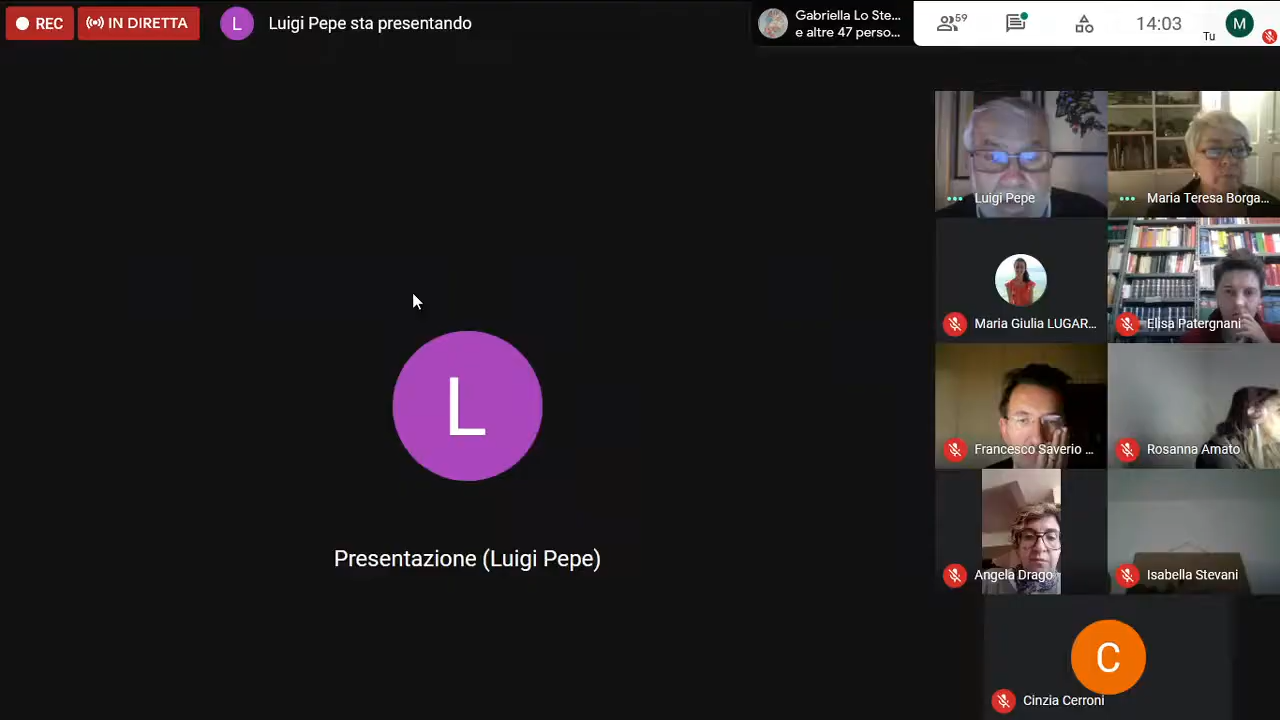 REC
IN DIRETTA
L
Luigi Pepe sta presentando
Gabriella Lo Ste...
e altre 47 perso...
59
14:03
Tu
M
Luigi Pepe
Maria Teresa Borga...
Maria Giulia LUGAR...
Elisa Patergnani
Francesco Saverio ...
Rosanna Amato
L
Angela Drago
Isabella Stevani
Presentazione (Luigi Pepe)
C
Cinzia Cerroni